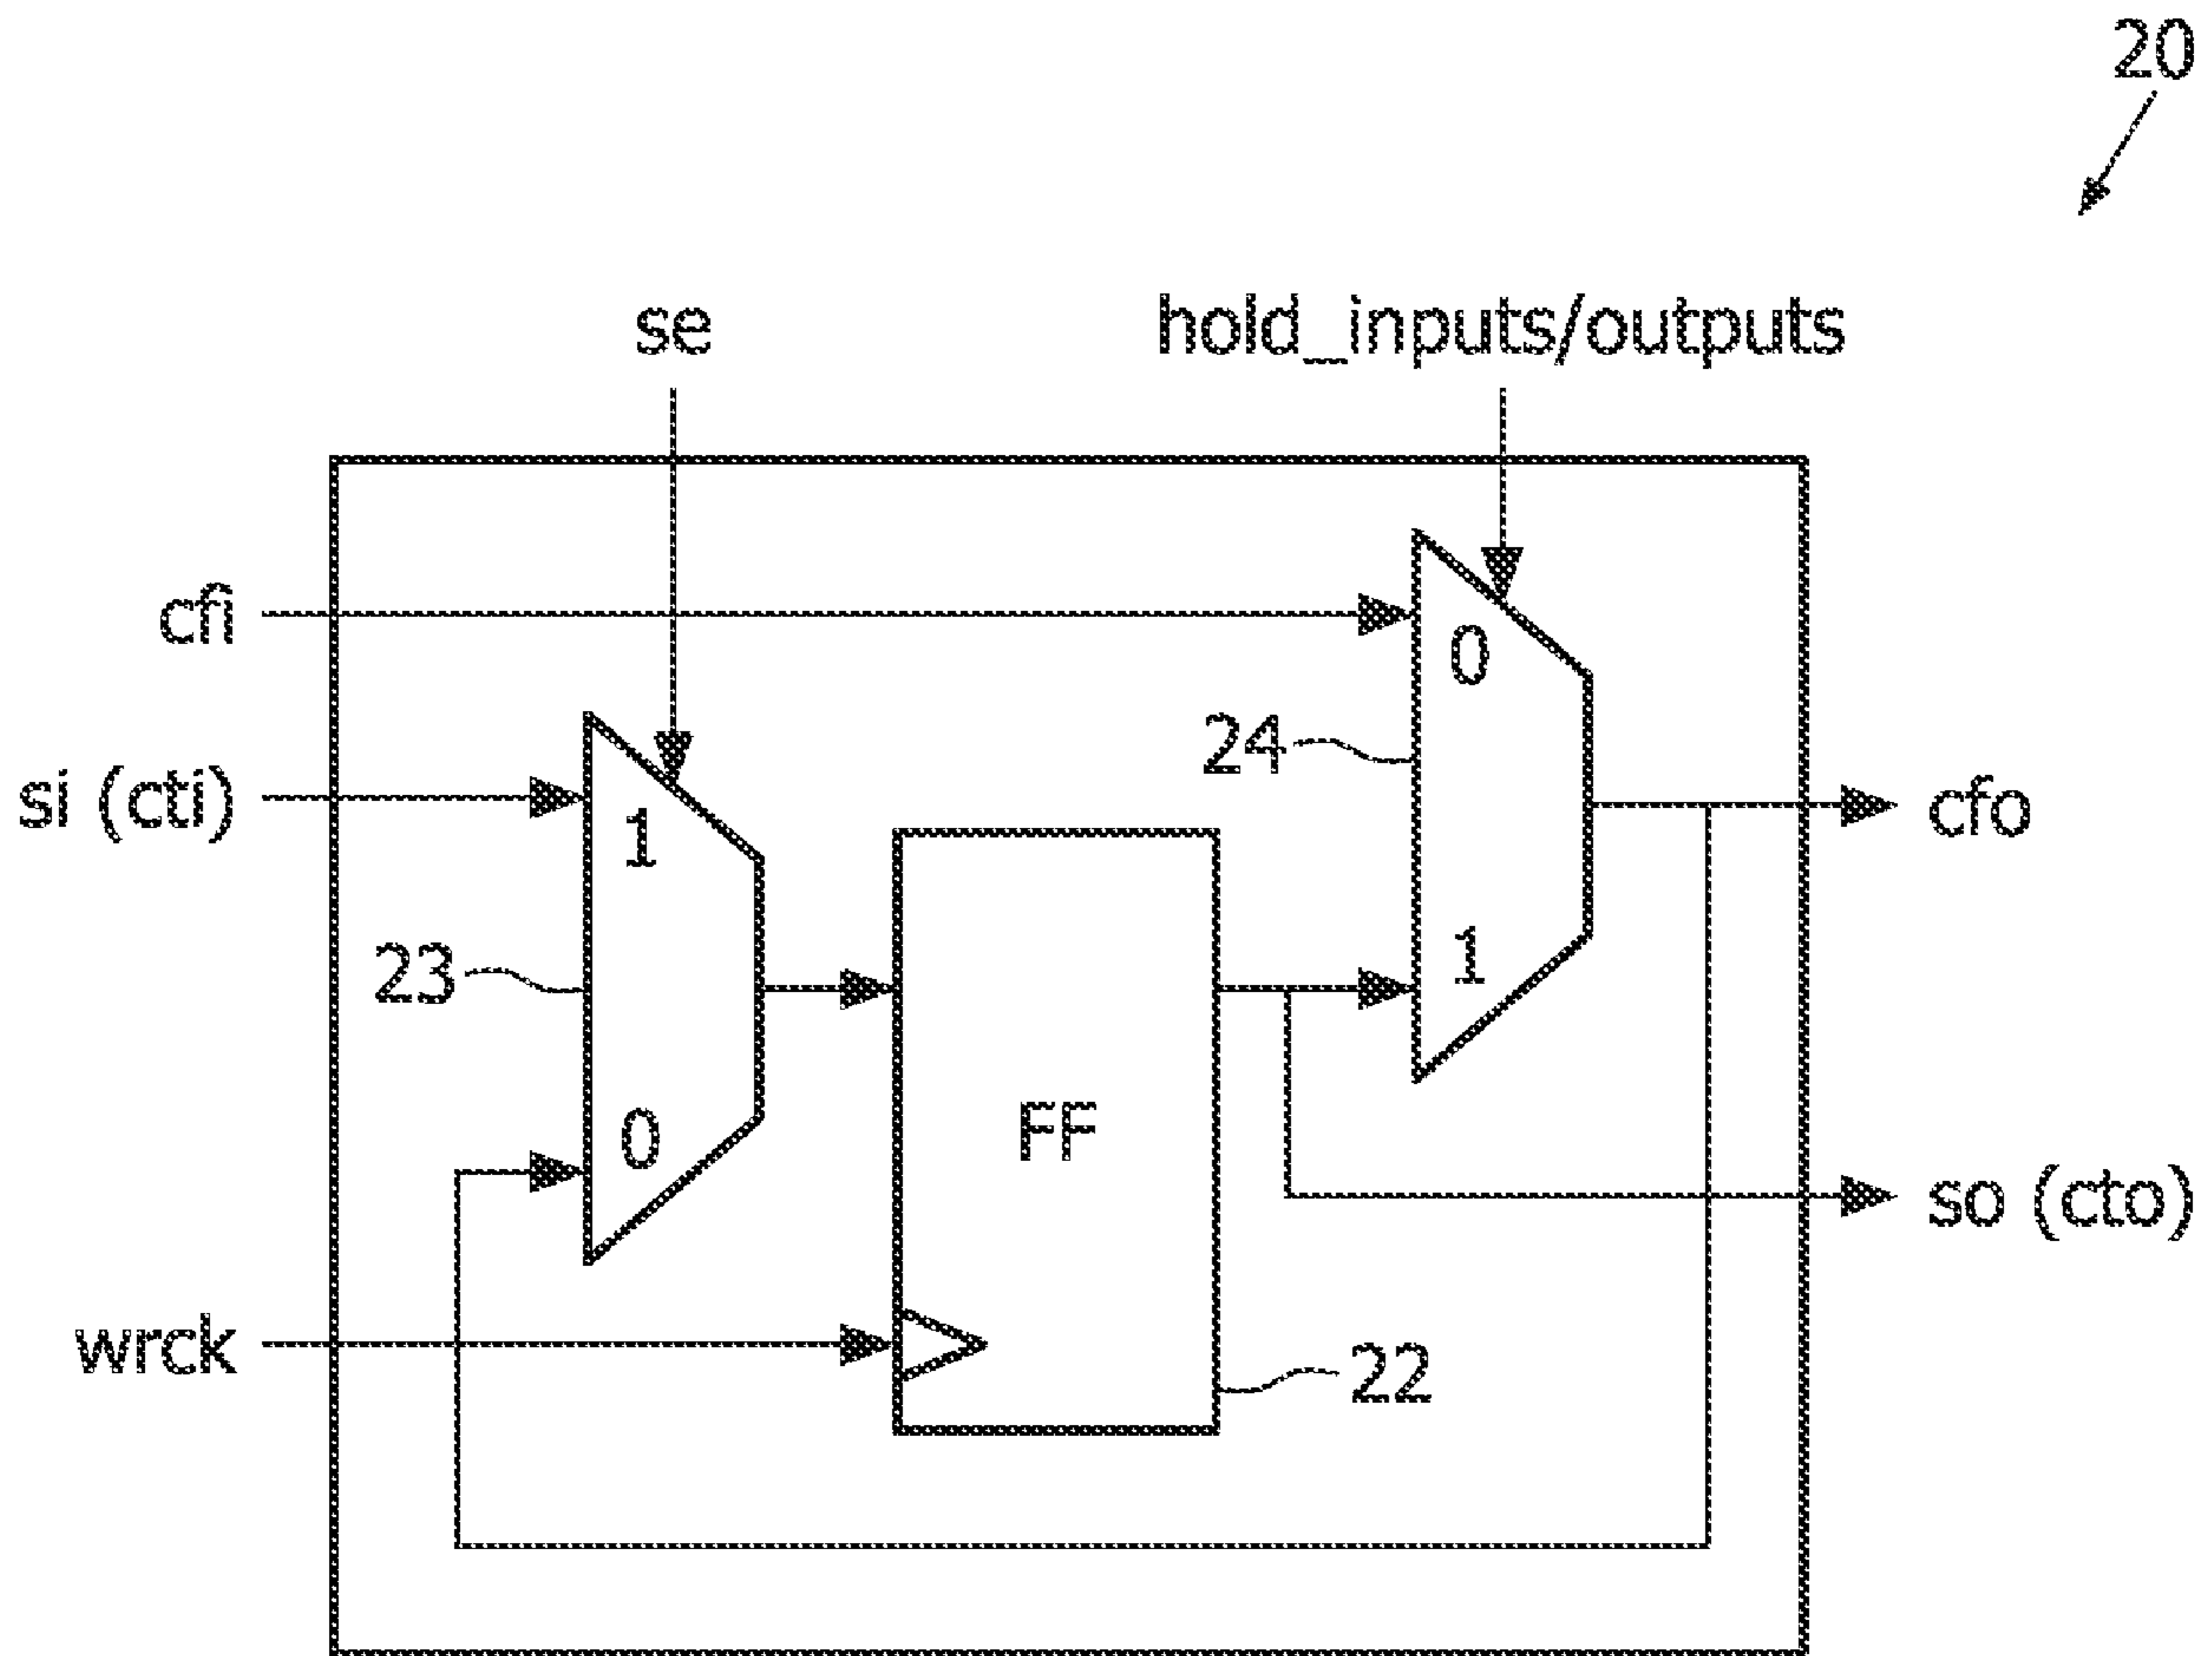 20
se
hold_inputs/outputs
cfi
0
24
si (cti)
1
cfo
23
1
FF
0
so (cto)
wrck
22